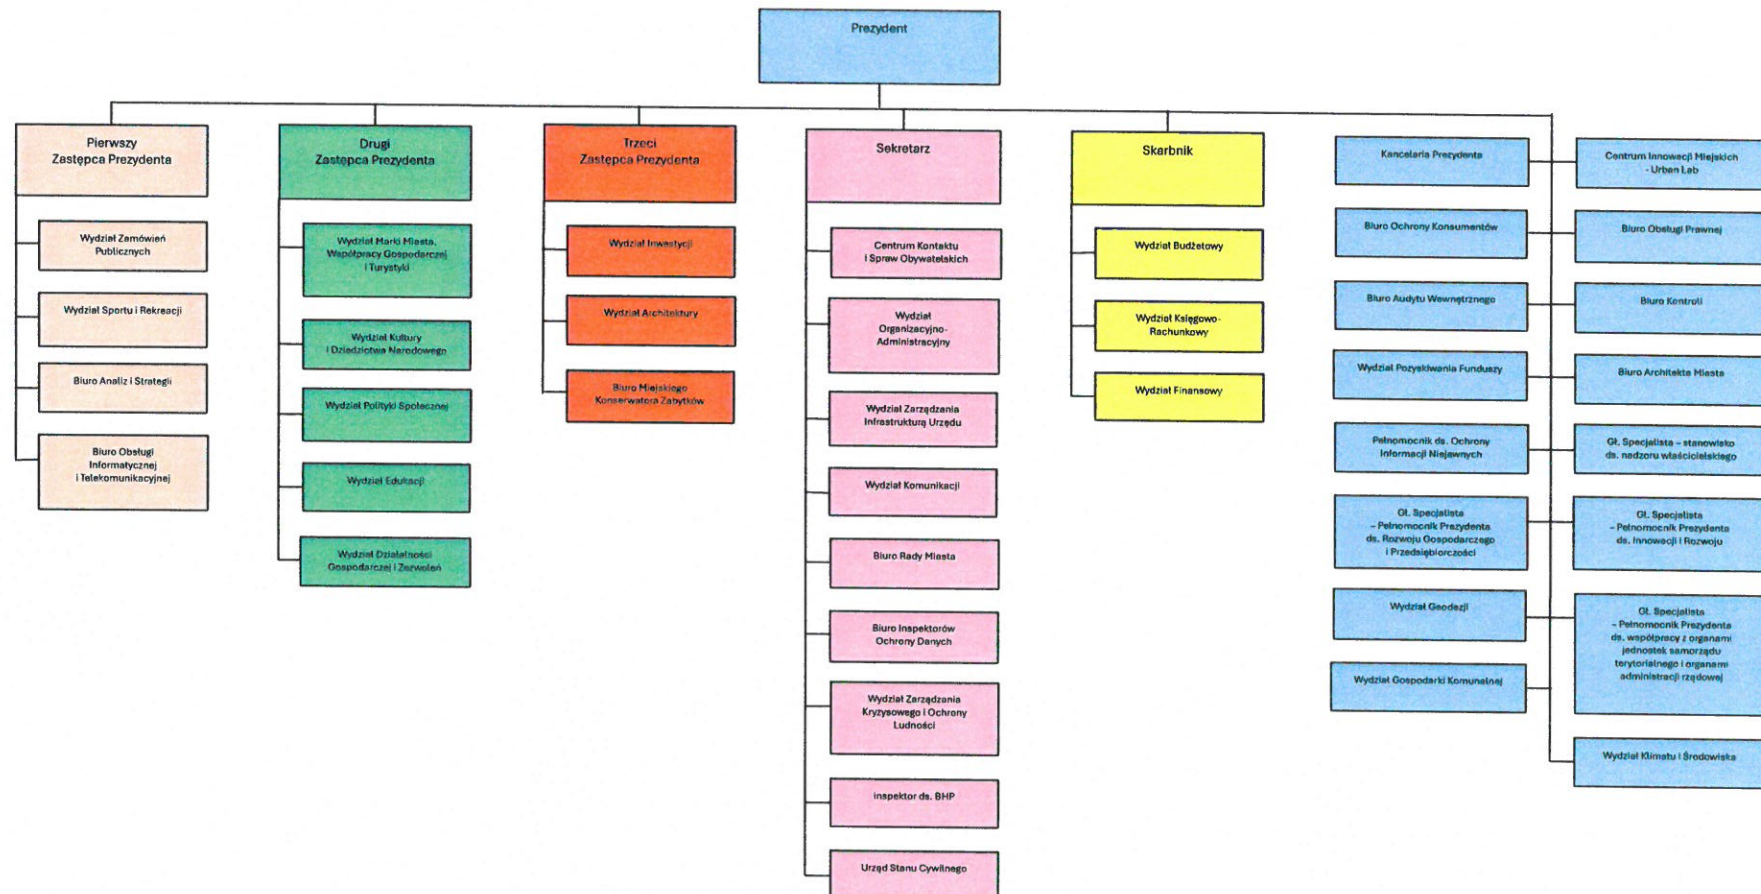 Prezydent
Pierwszy
Zastępca Prezydenta
Wydział Zamówień
Publicznych
Wydział Sportu i Rekreacji
Biuro Analiz i Strategii
Biuro Obsługi
Informatycznej
i Telekomunikacyjnej
Drugi
Zastępca Prezydenta
Wydział Marki Miasta,
Współpracy Gospodarczej
i Turystyki
Wydział Kultury
i Dziedzictwa Narodowego
Wydział Polityki Społecznej
Wydział Edukacji
Wydział Działalności
Gospodarczej i Zezwoleń
Trzeci
Zastępca Prezydenta
Wydział Inwestycji
Wydział Architektury
Biuro Miejskiego
Konserwatora Zabytków
Sekretarz
Centrum Kontaktu
i Spraw Obywatelskich
Wydział
Organizacyjno-
Administracyjny
Wydział Zarządzania
Infrastrukturą Urzędu
Wydział Komunikacji
Biuro Rady Miasta
Biuro Inspektorów
Ochrony Danych
Wydział Zarządzania
Kryzysowego i Ochrony
Ludności
Inspektor ds. BHP
Urząd Stanu Cywilnego
Skarbnik
Wydział Budżetowy
Wydział Księgowo-
Rachunkowy
Wydział Finansowy
Kancelaria Prezydenta
Biuro Ochrony Konsumentów
Biuro Audytu Wewnętrznego
Wydział Pozyskiwania Funduszy
Pełnomocnik ds. Ochrony
Informacji Niejawnych
Gł. Specjalista
– Pełnomocnik Prezydenta
ds. Rozwoju Gospodarczego
i Przedsiębiorczości
Wydział Geodezji
Wydział Gospodarki Komunalnej
Centrum Innowacji Miejskich
- Urban Lab
Biuro Obsługi Prawnej
Biuro Kontroli
Biuro Architekta Miasta
Gł. Specjalista – stanowisko
ds. nadzoru właścicielskiego
Gł. Specjalista
– Pełnomocnik Prezydenta
ds. Innowacji i Rozwoju
Gł. Specjalista
– Pełnomocnik Prezydenta
ds. współpracy z organami
jednostek samorządu
terytorialnego i organami
administracji rządowej
Wydział Klimatu i Środowiska